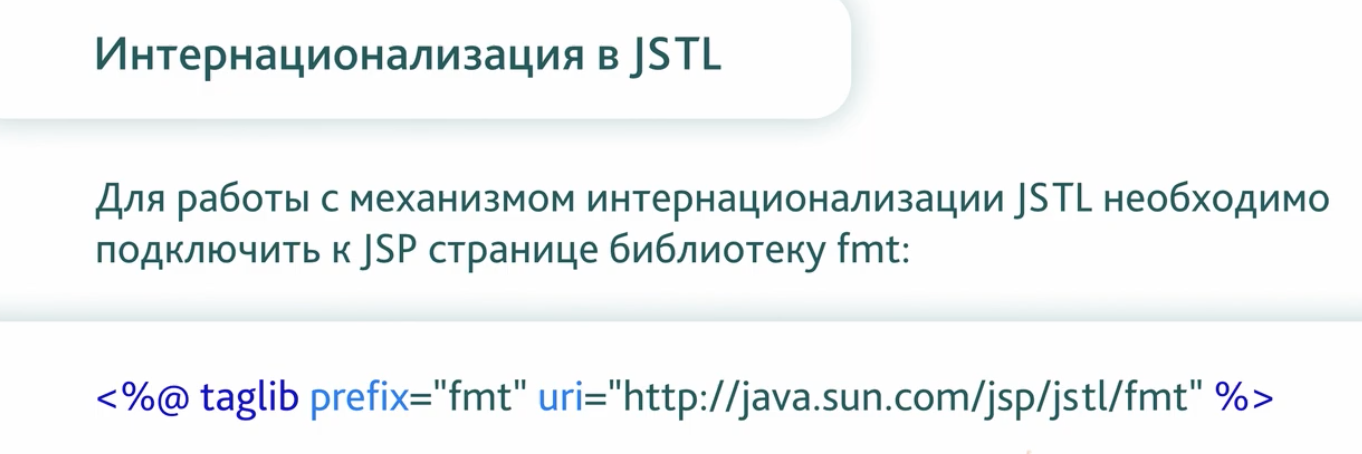 Интернационализация в JSTL
Для работы с механизмом интернационализации JSTL необходимо
подключить к JSP странице библиотеку fmt:
<%@ taglib prefix="fmt" uri="http://java.sun.com/jsp/jstl/fmt" %>